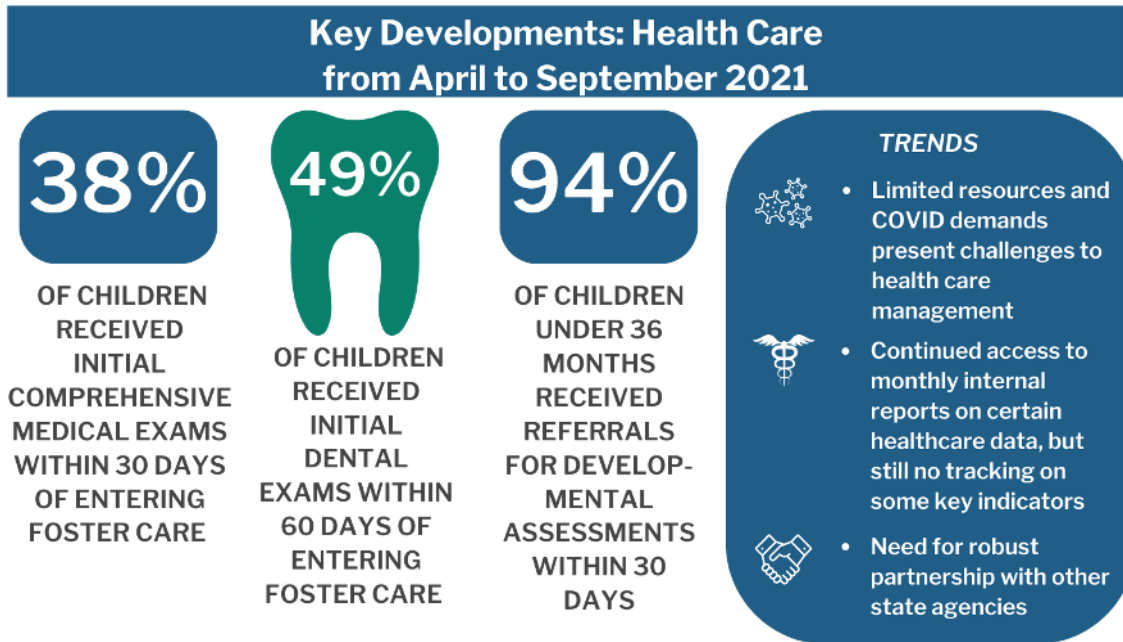 Key Developments: Health Care
from April to September 2021
38%
OF CHILDREN
RECEIVED
INITIAL
COMPREHENSIVE
MEDICAL EXAMS
WITHIN 30 DAYS
OF ENTERING
FOSTER CARE
49%
OF CHILDREN
RECEIVED
INITIAL
DENTAL
EXAMS WITHIN
60 DAYS OF
ENTERING
FOSTER CARE
94%
OF CHILDREN
UNDER 36
MONTHS
RECEIVED
REFERRALS
FOR DEVELOP-
MENTAL
ASSESSMENTS
WITHIN 30
DAYS
TRENDS
• Limited resources and
COVID demands
present challenges to
health care
management
• Continued access to
monthly internal
reports on certain
healthcare data, but
still no tracking on
some key indicators
• Need for robust
partnership with other
state agencies